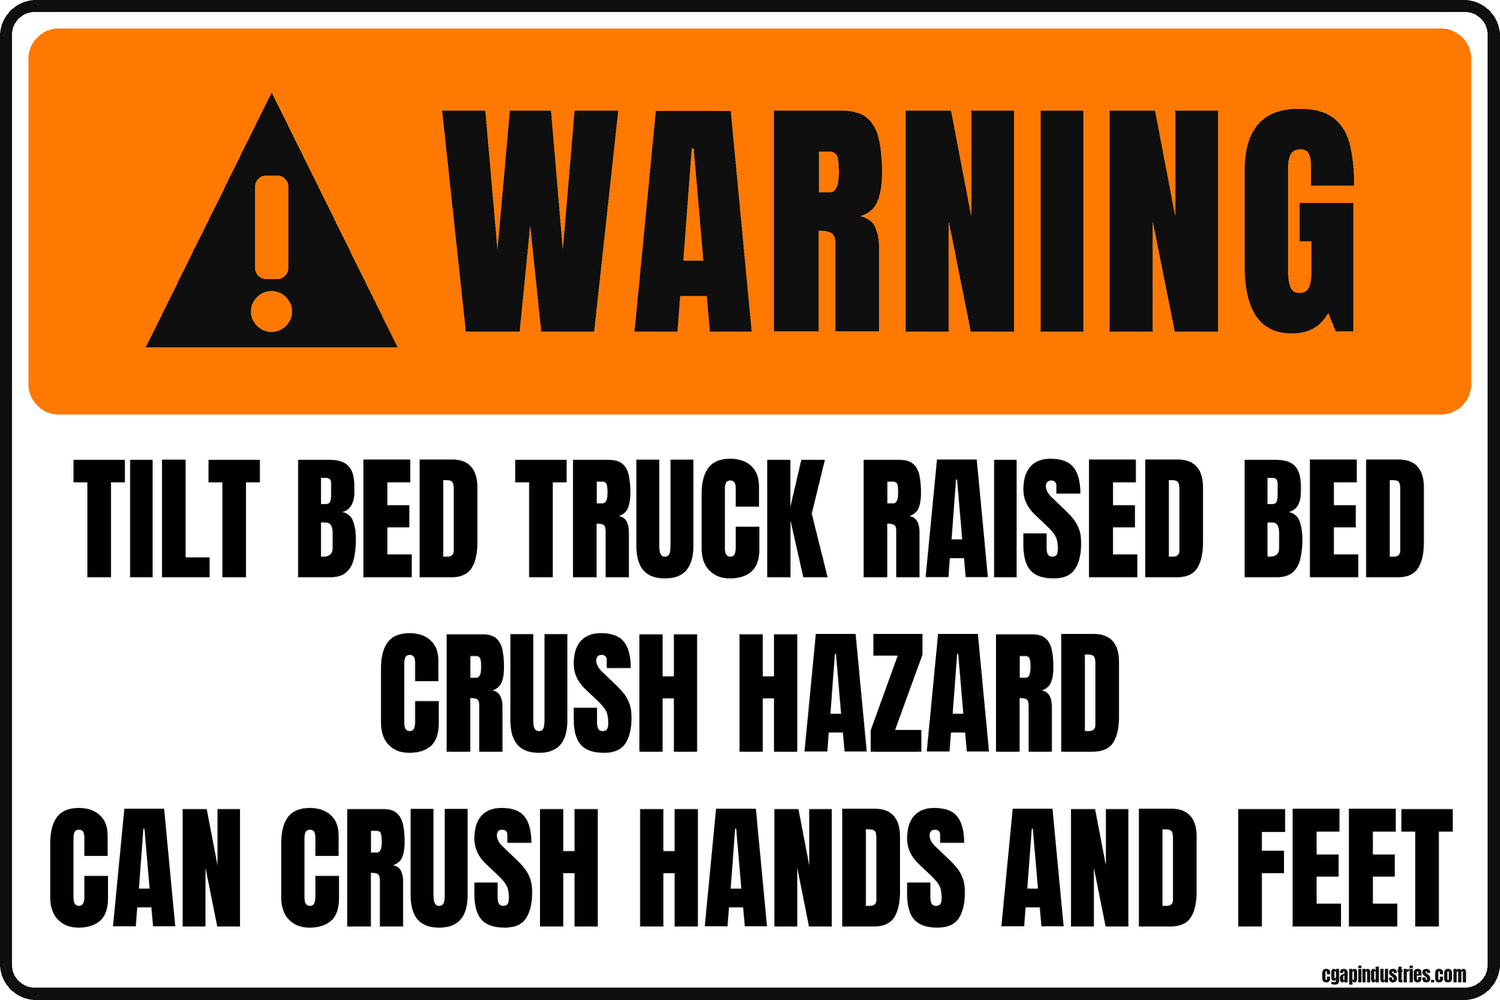 WARNING
TILT BED TRUCK RAISED BED
CRUSH HAZARD
CAN CRUSH HANDS AND FEET
cgapindustries.com